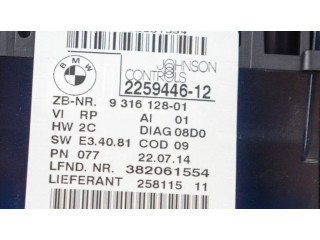 BMW
JOHNSON
CONTROLS
2259446-12
ZB-NR. 9 316 128-01
VI RP AI 01
HW 2C DIAG 08D0
SW E3.40.81 COD 09
PN 077 22.07.14
LFND. NR. 382061554
LIEFERANT 258115 11